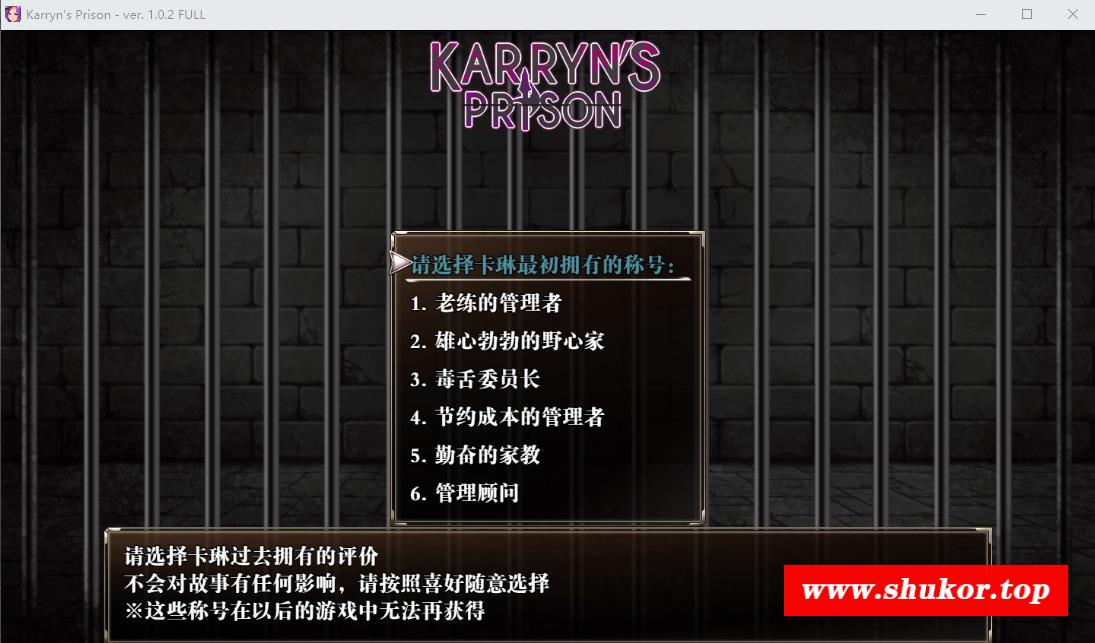 Karryn's Prison - ver. 1.0.2 FULL
KARRYN'S
PRISON
请选择卡琳最初拥有的称号：
1. 老练的管理者
2. 雄心勃勃的野心家
3. 毒舌委员长
4. 节约成本的管理者
5. 勤奋的家教
6. 管理顾问
请选择卡琳过去拥有的评价
不会对故事有任何影响，请按照喜好随意选择
※这些称号在以后的游戏中无法再获得
www.shukor.top